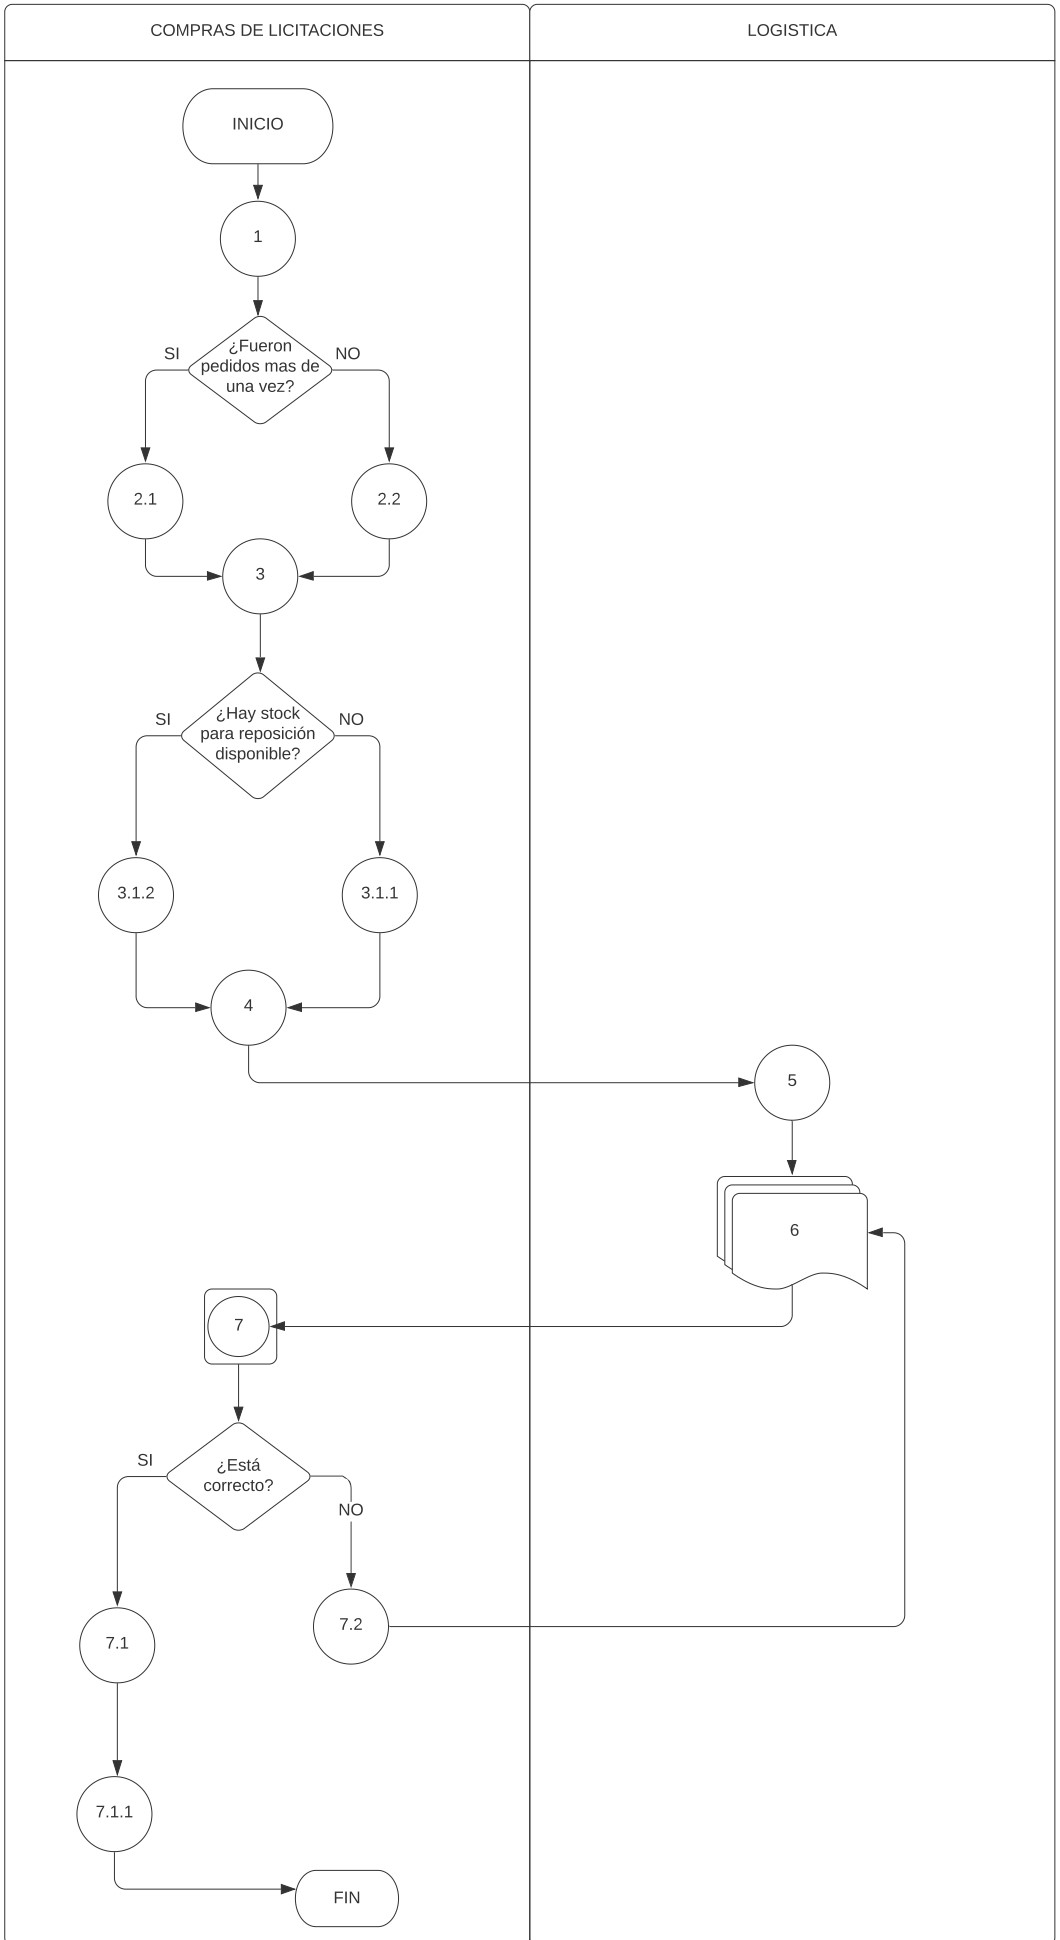 COMPRAS DE LICITACIONES
LOGISTICA
INICIO
1
¿Fueron
pedidos mas de
una vez?
SI
NO
2.1
2.2
3
¿Hay stock
para reposición
disponible?
SI
NO
3.1.2
3.1.1
4
5
6
7
¿Está
correcto?
SI
NO
7.1
7.2
7.1.1
FIN